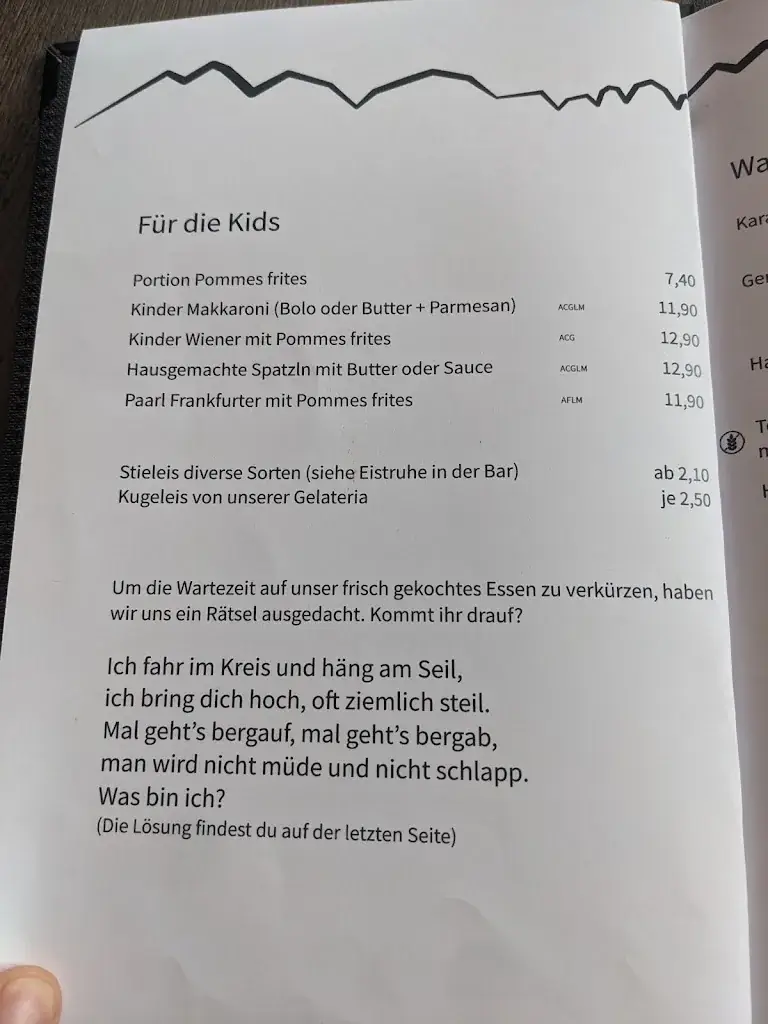 Für die Kids
Portion Pommes frites 7,40
Kinder Makkaroni (Bolo oder Butter + Parmesan) ACGLM 11,90
Kinder Wiener mit Pommes frites ACG 12,90
Hausgemachte Spatzln mit Butter oder Sauce ACGLM 12,90
Paarl Frankfurter mit Pommes frites AFLM 11,90
Stieleis diverse Sorten (siehe Eistruhe in der Bar) ab 2,10
Kugeleis von unserer Gelateria je 2,50
Um die Wartezeit auf unser frisch gekochtes Essen zu verkürzen, haben
wir uns ein Rätsel ausgedacht. Kommt ihr drauf?
Ich fahr im Kreis und häng am Seil,
ich bring dich hoch, oft ziemlich steil.
Mal geht's bergauf, mal geht's bergab,
man wird nicht müde und nicht schlapp.
Was bin ich?
(Die Lösung findest du auf der letzten Seite)